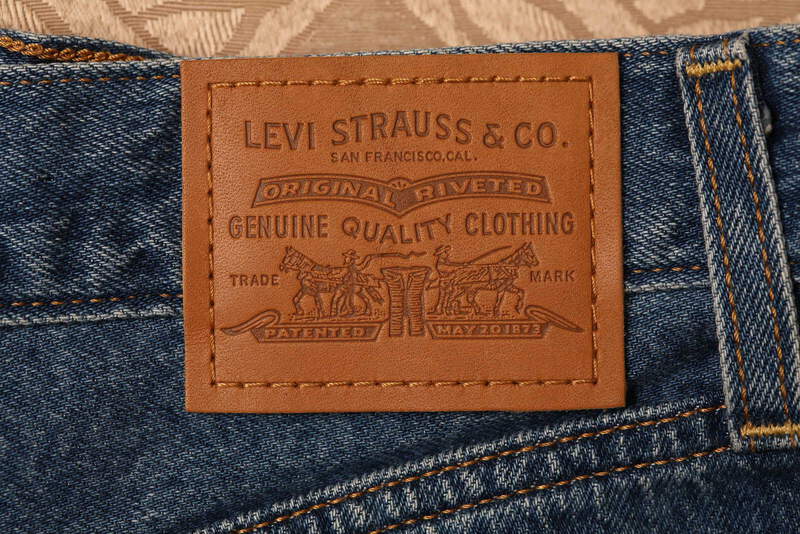 LEVI STRAUSS & CO.
SAN FRANCISCO, CAL.
ORIGINAL RIVETED
GENUINE QUALITY CLOTHING
TRADE MARK
PATENTED MAY 20 1873